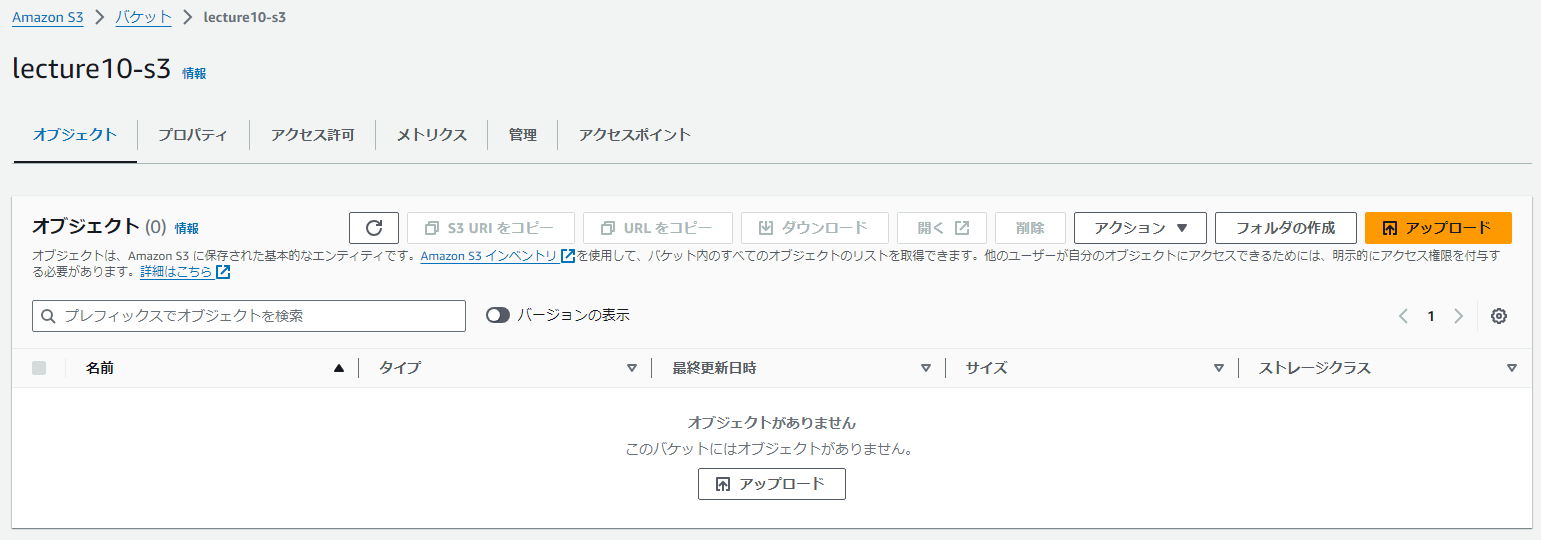 Amazon S3 > バケット > lecture10-s3
lecture10-s3 情報
オブジェクト プロパティ アクセス許可 メトリクス 管理 アクセスポイント
オブジェクト (0) 情報 S3 URI をコピー URL をコピー ダウンロード 開く 削除 アクション フォルダの作成 アップロード
オブジェクトは、Amazon S3 に保存された基本的なエンティティです。Amazon S3 インベントリ を使用して、バケット内のすべてのオブジェクトのリストを取得できます。他のユーザーが自分のオブジェクトにアクセスできるためには、明示的にアクセス権限を付与す
る必要があります。詳細はこちら
プレフィックスでオブジェクトを検索 バージョンの表示 1
名前 タイプ 最終更新日時 サイズ ストレージクラス
オブジェクトがありません
このバケットにはオブジェクトがありません。
アップロード